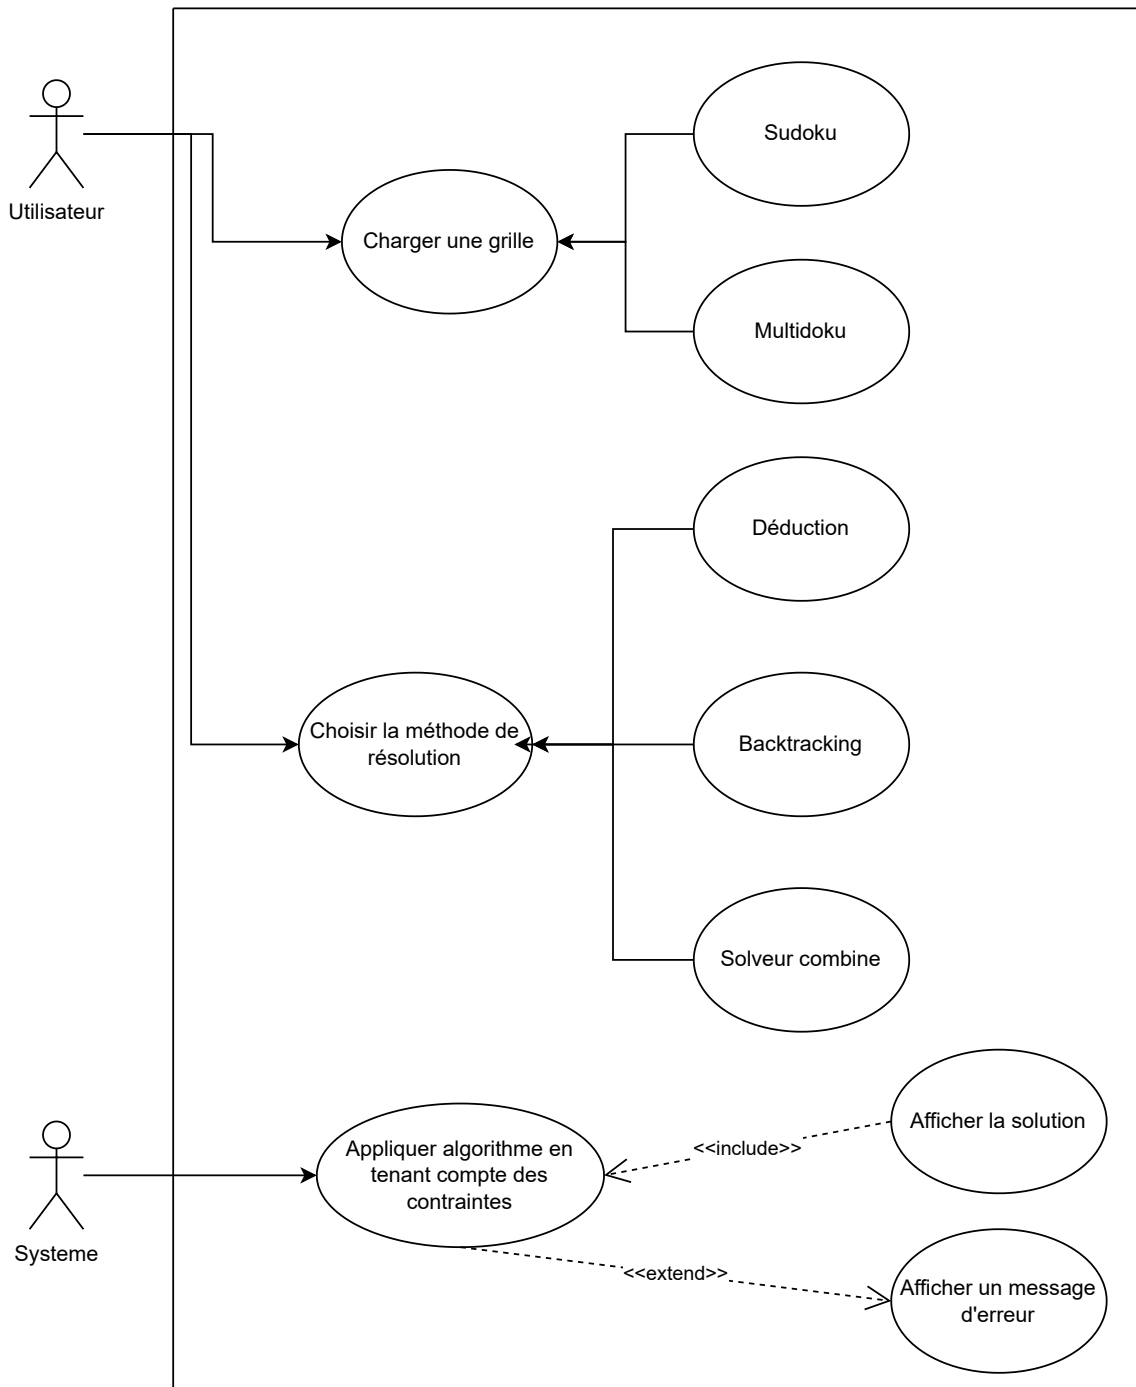 Utilisateur
Sudoku
Charger une grille
Multidoku
Déduction
Choisir la méthode de
résolution
Backtracking
Solveur combine
Systeme
Appliquer algorithme en
tenant compte des
contraintes
<<include>>
Afficher la solution
<<extend>>
Afficher un message
d'erreur